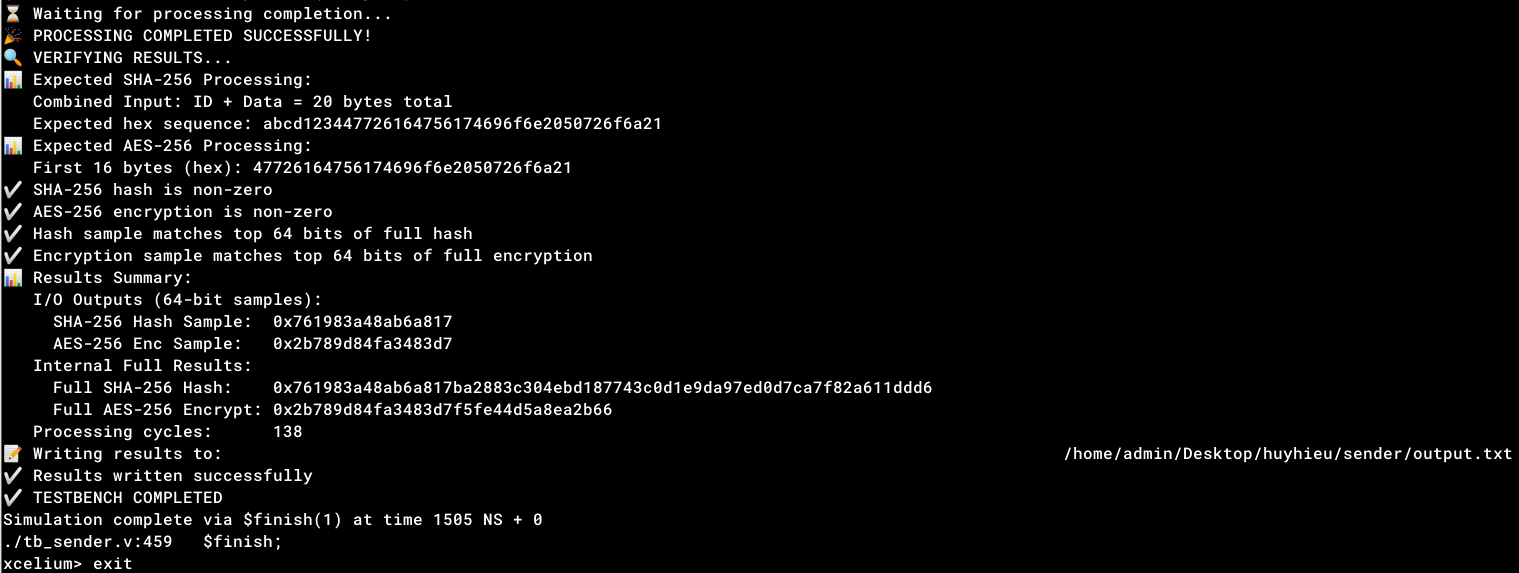 ⏳ Waiting for processing completion...
🎉 PROCESSING COMPLETED SUCCESSFULLY!
🔍 VERIFYING RESULTS...
📊 Expected SHA-256 Processing:
Combined Input: ID + Data = 20 bytes total
Expected hex sequence: abcd123447726164756174696f6e2050726f6a21
📊 Expected AES-256 Processing:
First 16 bytes (hex): 47726164756174696f6e2050726f6a21
✔ SHA-256 hash is non-zero
✔ AES-256 encryption is non-zero
✔ Hash sample matches top 64 bits of full hash
✔ Encryption sample matches top 64 bits of full encryption
📊 Results Summary:
I/O Outputs (64-bit samples):
SHA-256 Hash Sample: 0x761983a48ab6a817
AES-256 Enc Sample: 0x2b789d84fa3483d7
Internal Full Results:
Full SHA-256 Hash: 0x761983a48ab6a817ba2883c304ebd187743c0d1e9da97ed0d7ca7f82a611ddd6
Full AES-256 Encrypt: 0x2b789d84fa3483d7f5fe44d5a8ea2b66
Processing cycles: 138
📝 Writing results to: /home/admin/Desktop/huyhieu/sender/output.txt
✔ Results written successfully
✔ TESTBENCH COMPLETED
Simulation complete via $finish(1) at time 1505 NS + 0
./tb_sender.v:459 $finish;
xcelium> exit